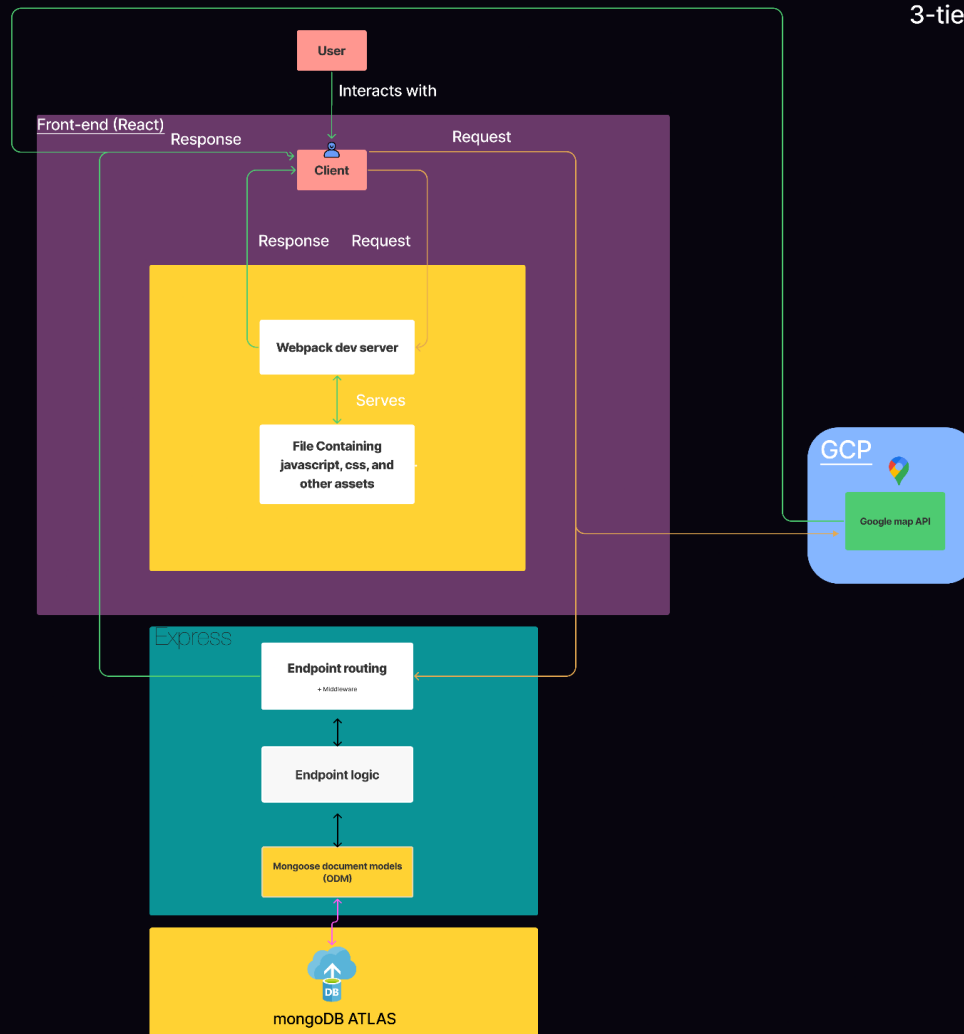 3-tie
User
Interacts with
Front-end (React)
Response
Request
Client
Response
Request
Webpack dev server
Serves
File Containing
javascript, css, and
other assets
GCP
Google map API
Express
Endpoint routing
+ Middleware
Endpoint logic
Mongoose document models
(ODM)
DB
mongoDB ATLAS